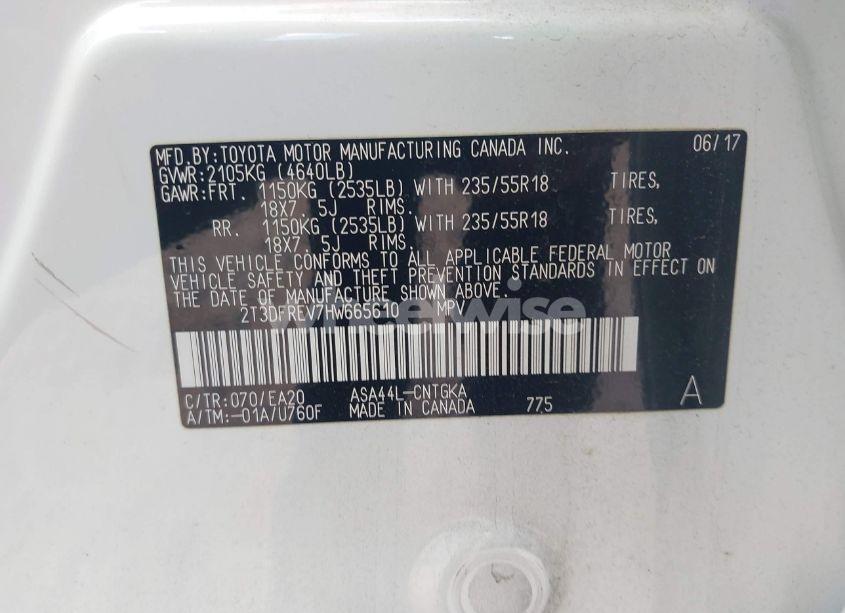 MFD.BY:TOYOTA MOTOR MANUFACTURING CANADA INC. 06/17
GVWR:2105KG (4640LB)
GAWR:FRT. 1150KG (2535LB) WITH 235/55R18 TIRES,
18X7. 5J RIMS.
RR. 1150KG (2535LB) WITH 235/55R18 TIRES,
18X7. 5J RIMS.
THIS VEHICLE CONFORMS TO ALL APPLICABLE FEDERAL MOTOR
VEHICLE SAFETY AND THEFT PREVENTION STANDARDS IN EFFECT ON
THE DATE OF MANUFACTURE SHOWN ABOVE.
2T3DFREV7HW665610 MPV
wheelwise
C/TR:070/EA20 ASA44L-CNTGKA
A/TM:-01A/U760F MADE IN CANADA 775 A